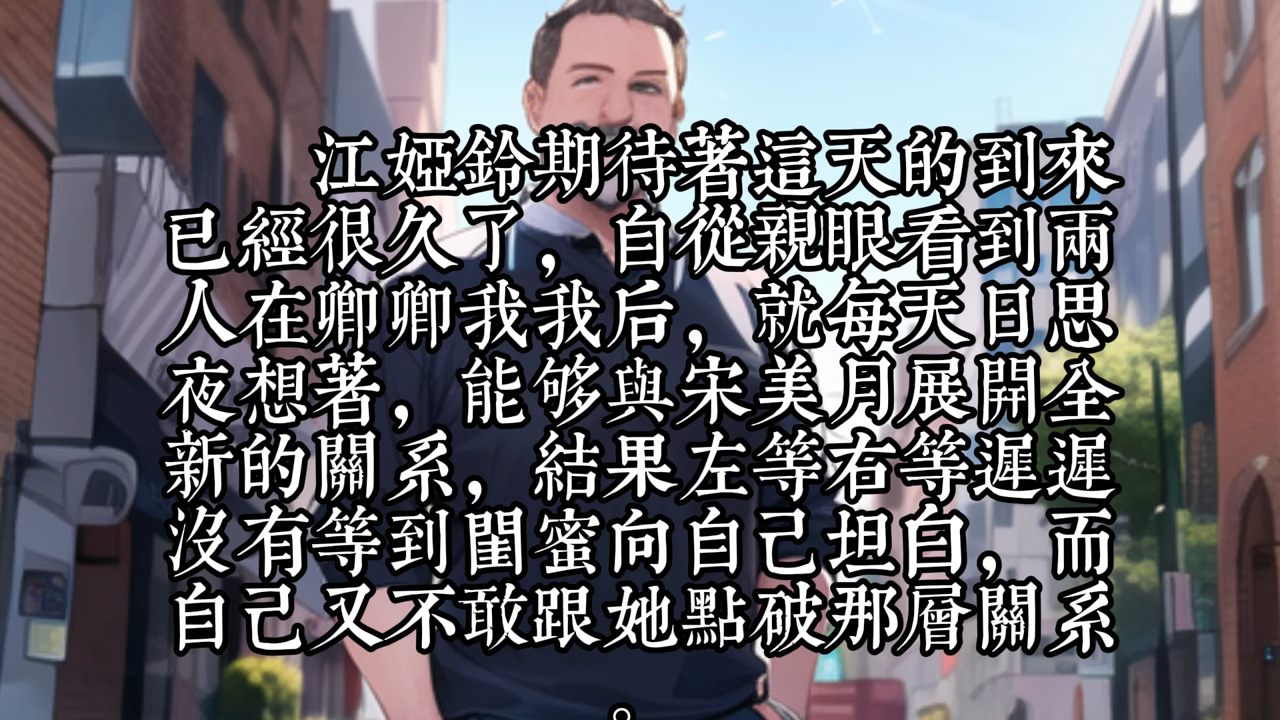 江婭鈴期待著這天的到來
已經很久了，自從親眼看到兩
人在卿卿我我后，就每天日思
夜想著，能够與宋美月展開全
新的關系，結果左等右等遲遲
沒有等到閨蜜向自己坦白，而
自己又不敢跟她點破那層關系
。